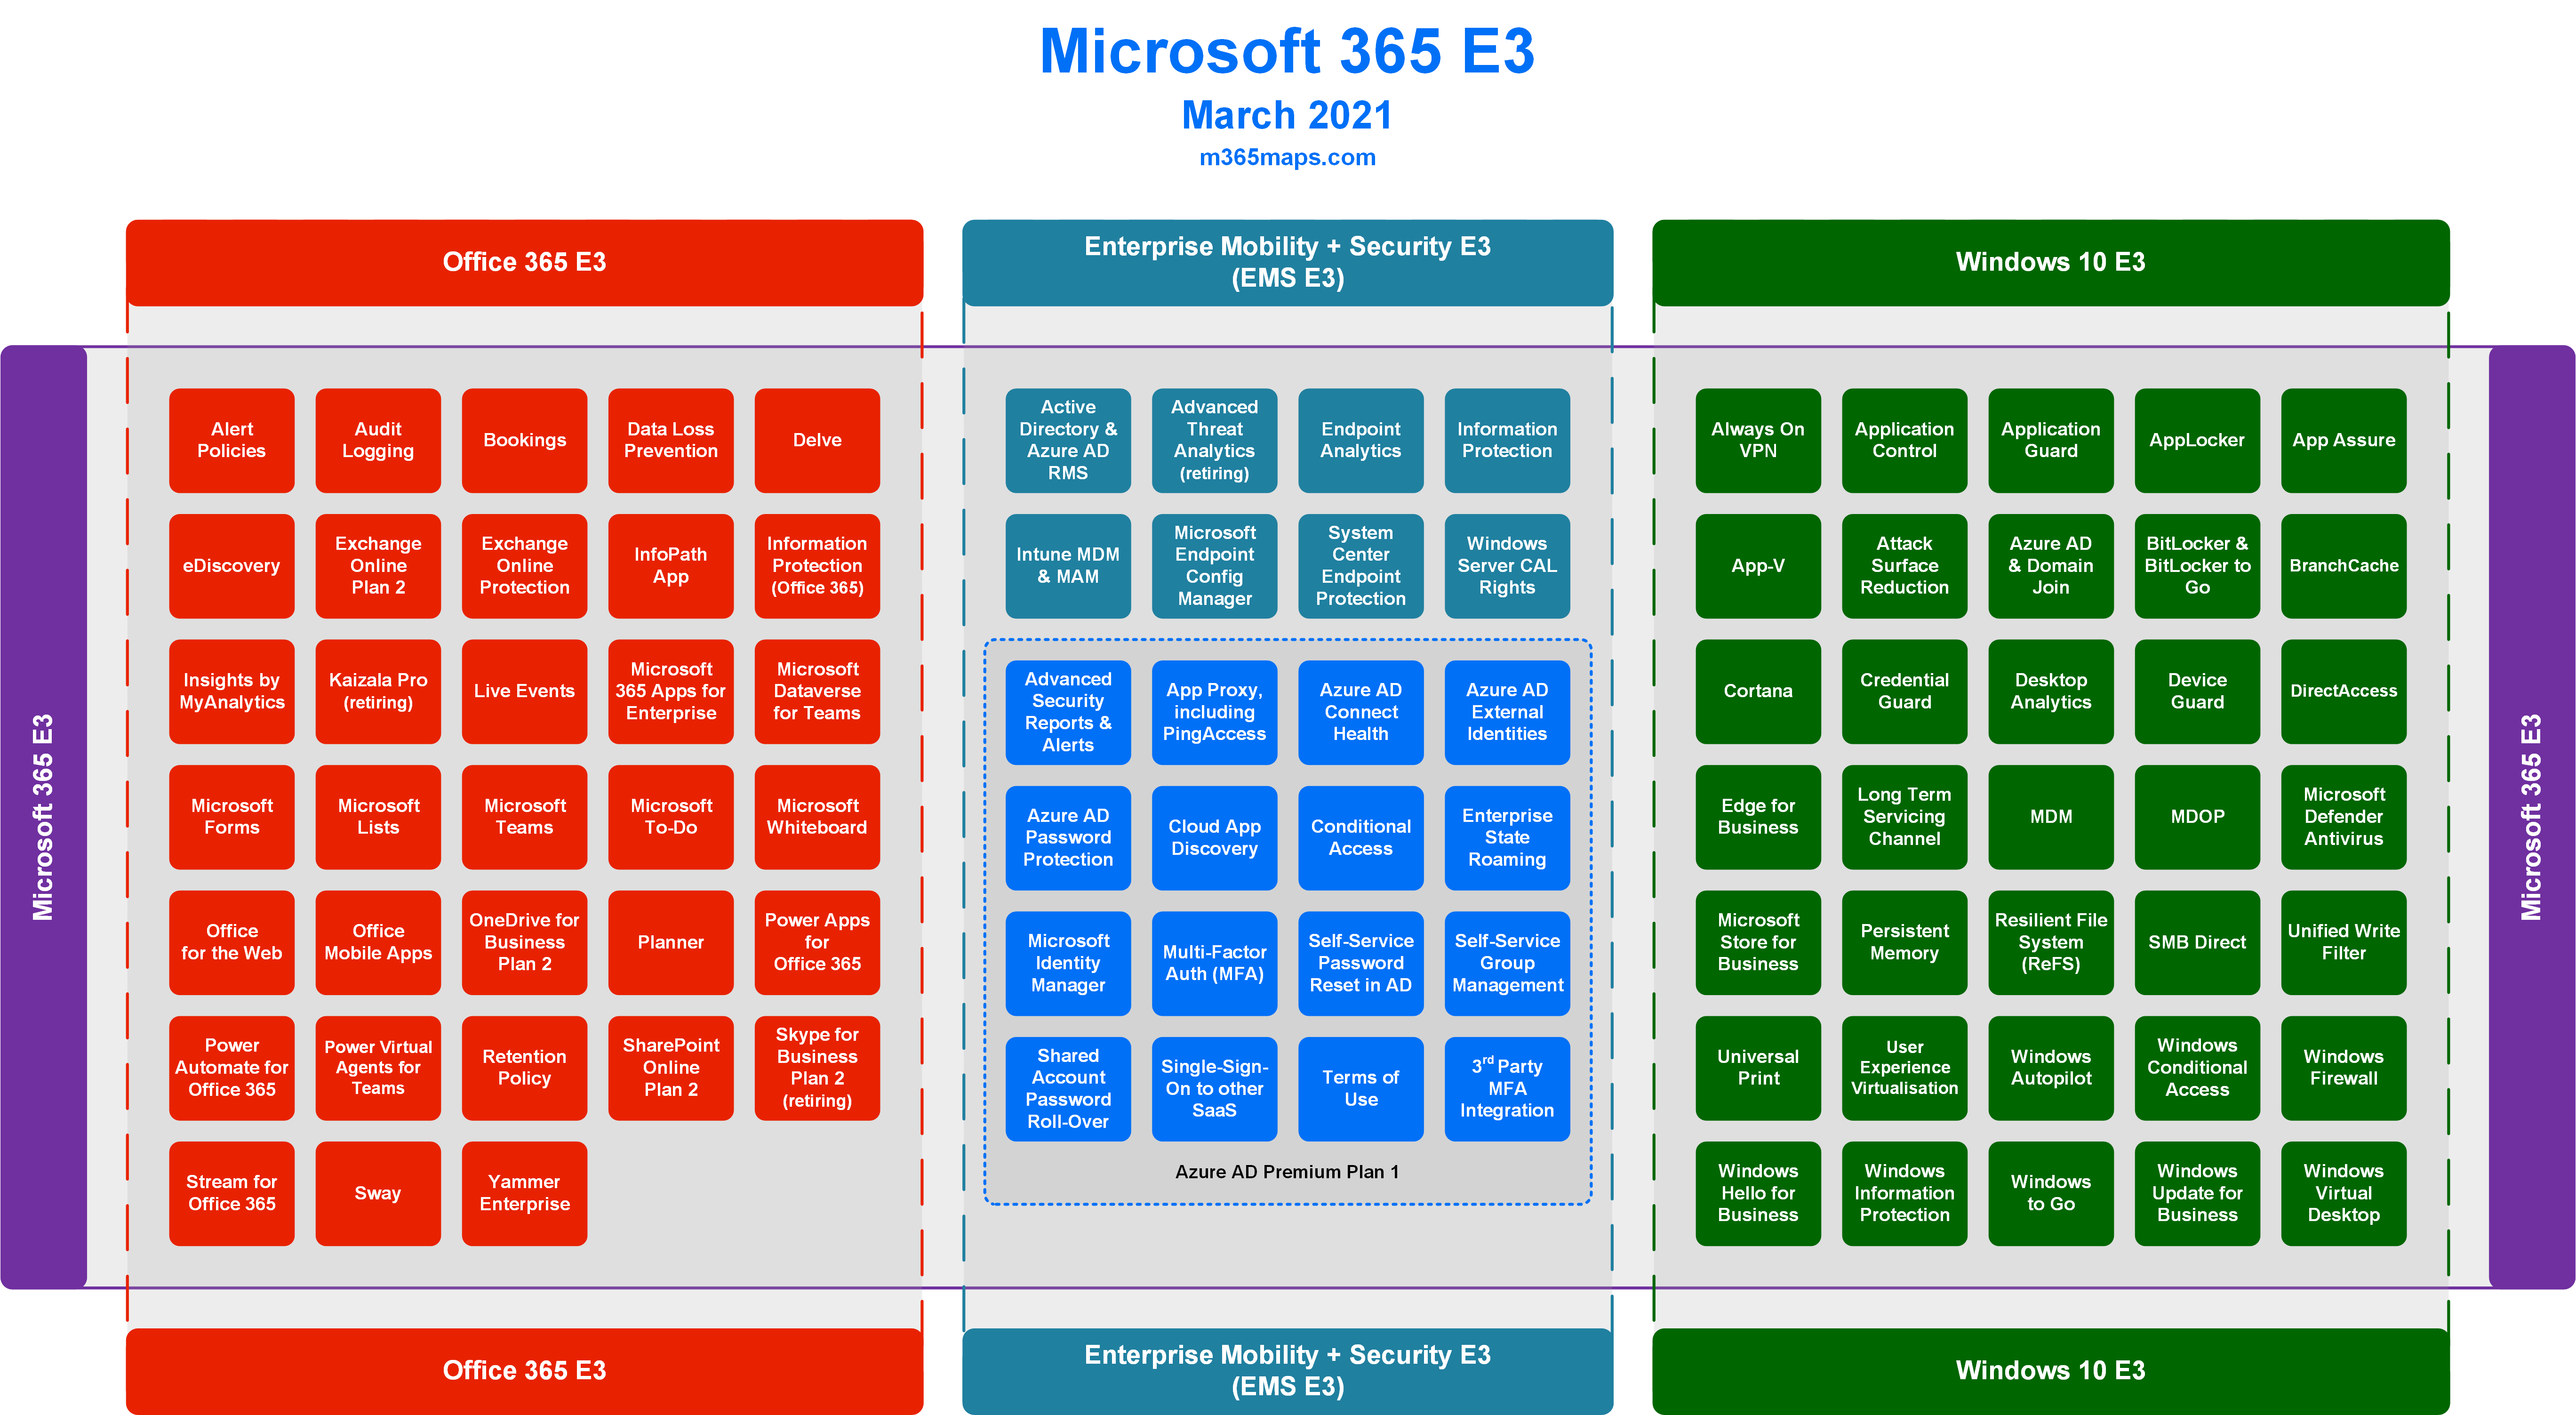 Microsoft 365 E3
March 2021
m365maps.com
Office 365 E3
Enterprise Mobility + Security E3
(EMS E3)
Windows 10 E3
Microsoft 365 E3
Alert
Policies
Audit
Logging
Bookings
Data Loss
Prevention
Delve
eDiscovery
Exchange
Online
Plan 2
Exchange
Online
Protection
InfoPath
App
Information
Protection
(Office 365)
Insights by
MyAnalytics
Kaizala Pro
(retiring)
Live Events
Microsoft
365 Apps for
Enterprise
Microsoft
Dataverse
for Teams
Microsoft
Forms
Microsoft
Lists
Microsoft
Teams
Microsoft
To-Do
Microsoft
Whiteboard
Office
for the Web
Office
Mobile Apps
OneDrive for
Business
Plan 2
Planner
Power Apps
for
Office 365
Power
Automate for
Office 365
Power Virtual
Agents for
Teams
Retention
Policy
SharePoint
Online
Plan 2
Skype for
Business
Plan 2
(retiring)
Stream for
Office 365
Sway
Yammer
Enterprise
Active
Directory &
Azure AD
RMS
Advanced
Threat
Analytics
(retiring)
Endpoint
Analytics
Information
Protection
Intune MDM
& MAM
Microsoft
Endpoint
Config
Manager
System
Center
Endpoint
Protection
Windows
Server CAL
Rights
Advanced
Security
Reports &
Alerts
App Proxy,
including
PingAccess
Azure AD
Connect
Health
Azure AD
External
Identities
Azure AD
Password
Protection
Cloud App
Discovery
Conditional
Access
Enterprise
State
Roaming
Microsoft
Identity
Manager
Multi-Factor
Auth (MFA)
Self-Service
Password
Reset in AD
Self-Service
Group
Management
Shared
Account
Password
Roll-Over
Single-Sign-
On to other
SaaS
Terms of
Use
3rd Party
MFA
Integration
Azure AD Premium Plan 1
Always On
VPN
Application
Control
Application
Guard
AppLocker
App Assure
App-V
Attack
Surface
Reduction
Azure AD
& Domain
Join
BitLocker &
BitLocker to
Go
BranchCache
Cortana
Credential
Guard
Desktop
Analytics
Device
Guard
DirectAccess
Edge for
Business
Long Term
Servicing
Channel
MDM
MDOP
Microsoft
Defender
Antivirus
Microsoft
Store for
Business
Persistent
Memory
Resilient File
System
(ReFS)
SMB Direct
Unified Write
Filter
Universal
Print
User
Experience
Virtualisation
Windows
Autopilot
Windows
Conditional
Access
Windows
Firewall
Windows
Hello for
Business
Windows
Information
Protection
Windows
to Go
Windows
Update for
Business
Windows
Virtual
Desktop
Microsoft 365 E3
Office 365 E3
Enterprise Mobility + Security E3
(EMS E3)
Windows 10 E3